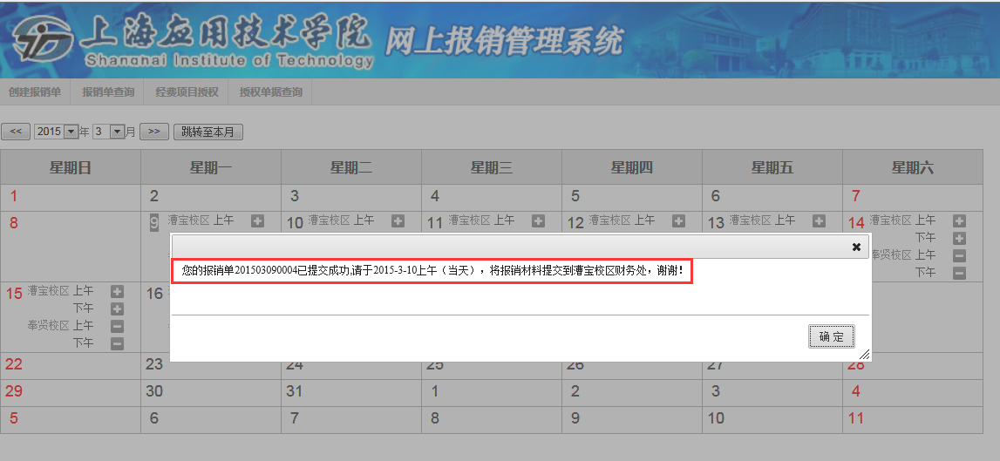 上海应用技术学院
Shanghai Institute of Technology
网上报销管理系统
创建报销单 报销单查询 经费项目授权 授权单据查询
<< 2015 年 3 月 >> 跳转至本月
星期日 星期一 星期二 星期三 星期四 星期五 星期六
1 2 3 4 5 6 7
8 9 漕宝校区 上午 10 漕宝校区 上午 11 漕宝校区 上午 12 漕宝校区 上午 13 漕宝校区 上午 14 漕宝校区 上午
下午
奉贤校区 上午
下午
您的报销单201503090004已提交成功,请于2015-3-10上午（当天），将报销材料提交到漕宝校区财务处，谢谢！
确 定
15 漕宝校区 上午 16
下午
奉贤校区 上午
下午
22 23 24 25 26 27 28
29 30 31 1 2 3 4
5 6 7 8 9 10 11